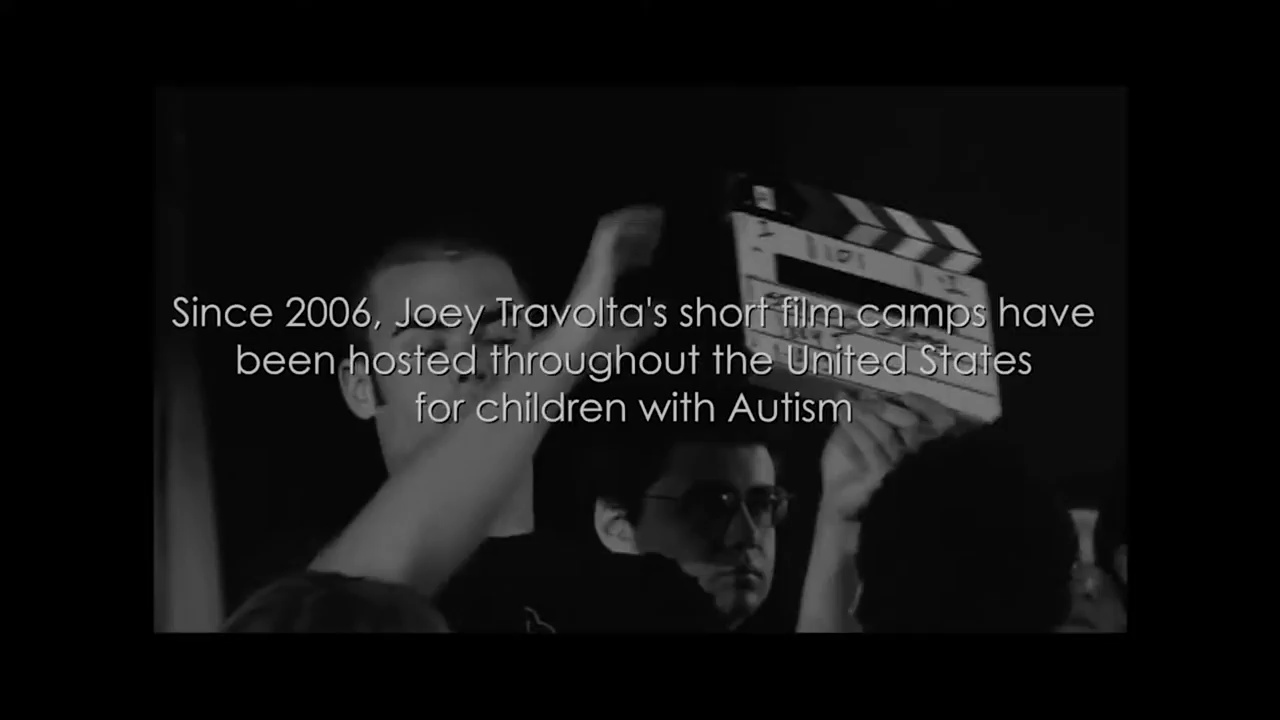 Since 2006, Joey Travolta's short film camps have
been hosted throughout the United States
for children with Autism